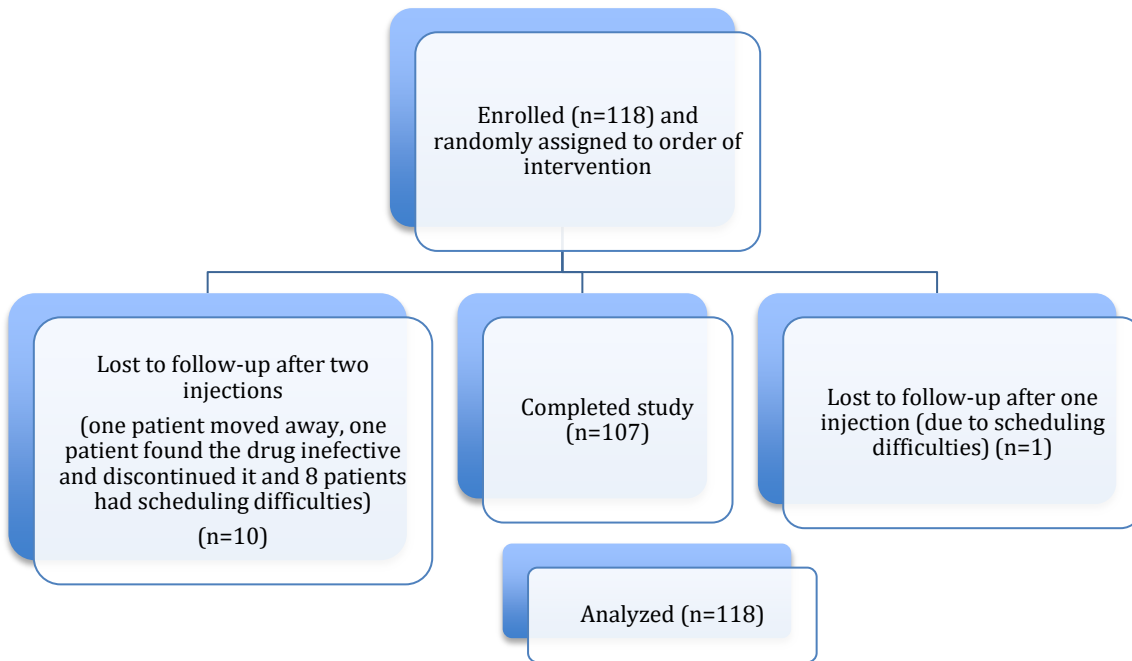 Enrolled (n=118) and
randomly assigned to order of
intervention
Lost to follow-up after two
injections
(one patient moved away, one
patient found the drug inefective
and discontinued it and 8 patients
had scheduling difficulties)
(n=10)
Completed study
(n=107)
Lost to follow-up after one
injection (due to scheduling
difficulties) (n=1)
Analyzed (n=118)